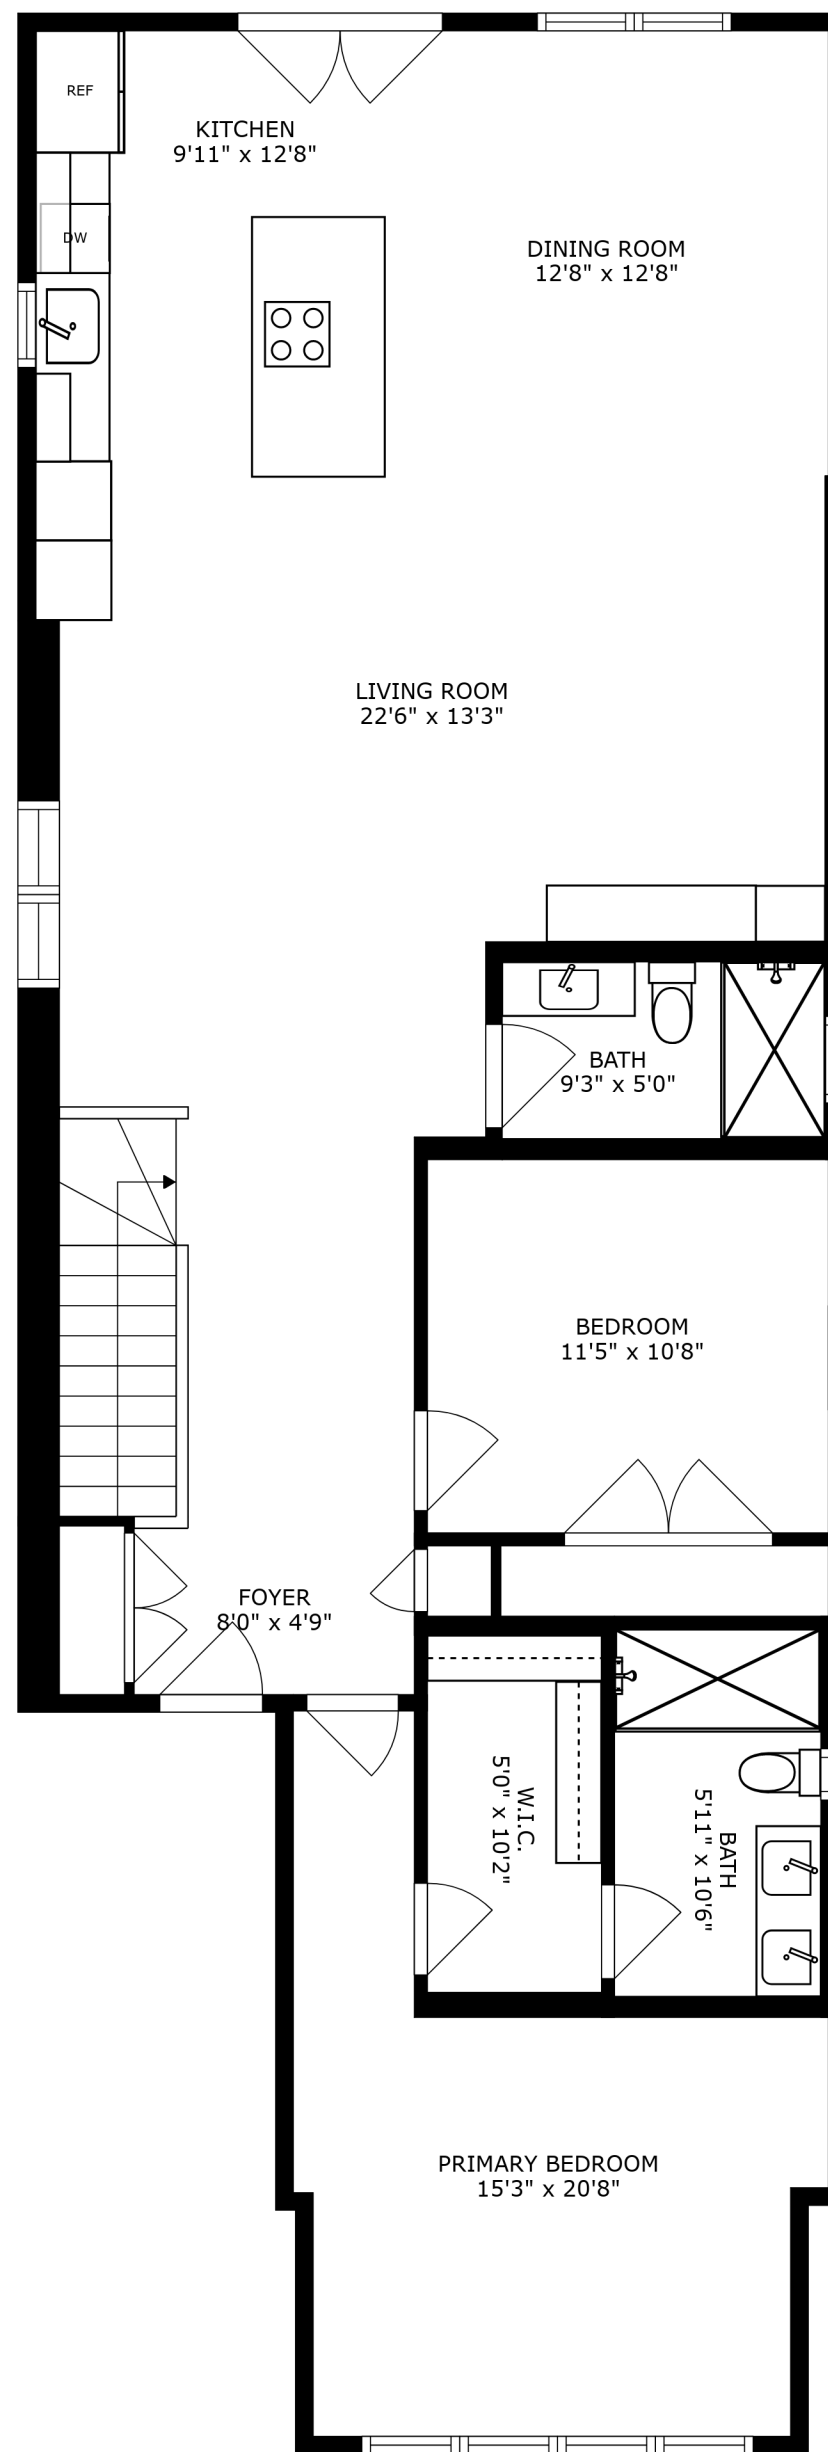 REF
KITCHEN
9'11" x 12'8"
DW
DINING ROOM
12'8" x 12'8"
LIVING ROOM
22'6" x 13'3"
BATH
9'3" x 5'0"
BEDROOM
11'5" x 10'8"
FOYER
8'0" x 4'9"
W.I.C.
5'0" x 10'2"
BATH
5'11" x 10'6"
PRIMARY BEDROOM
15'3" x 20'8"